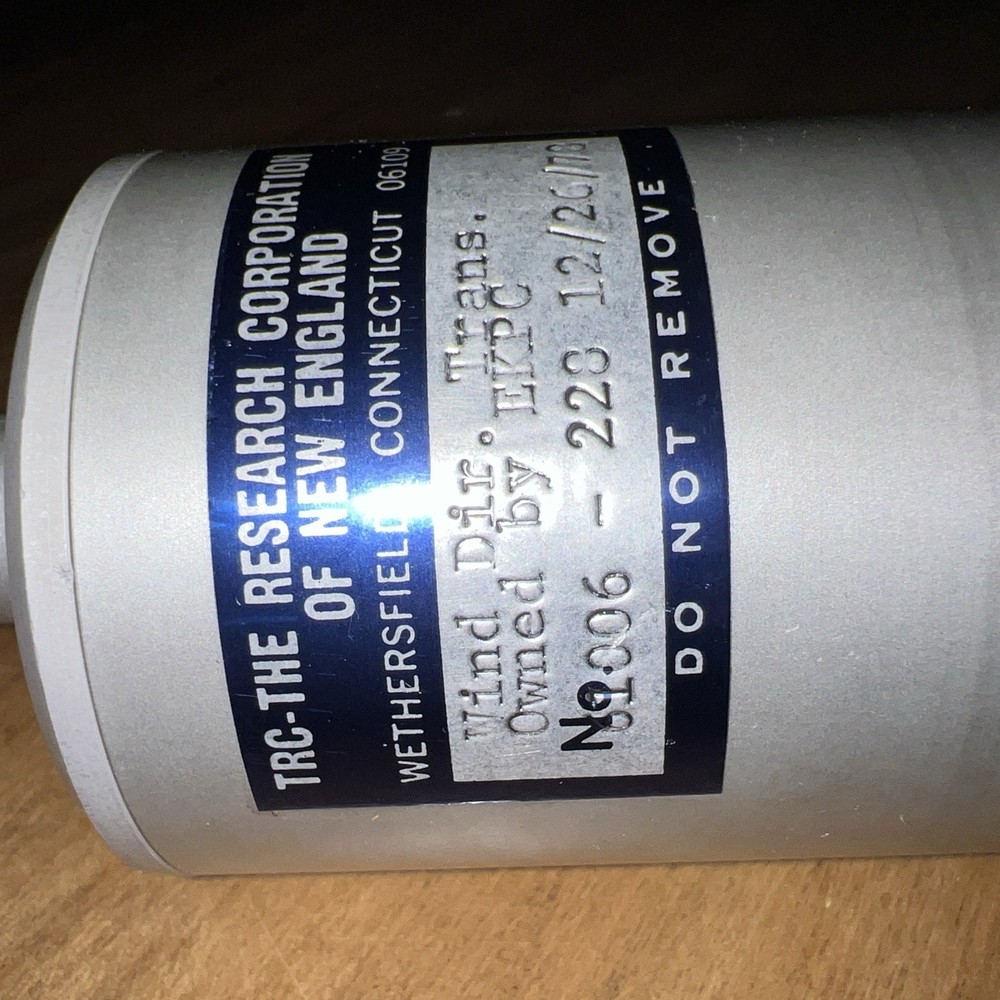 TRC-THE RESEARCH CORPORATION
OF NEW ENGLAND
WETHERSFIELD CONNECTICUT 06109
Wind Dir. Trans.
Owned by EKPC
No. 01006 - 228 12/26/78
DO NOT REMOVE